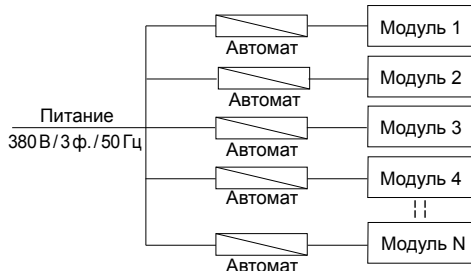 Модуль 1
Автомат
Модуль 2
Автомат
Питание
380 В / 3 ф. / 50 Гц
Модуль 3
Автомат
Модуль 4
Автомат
Модуль N
Автомат